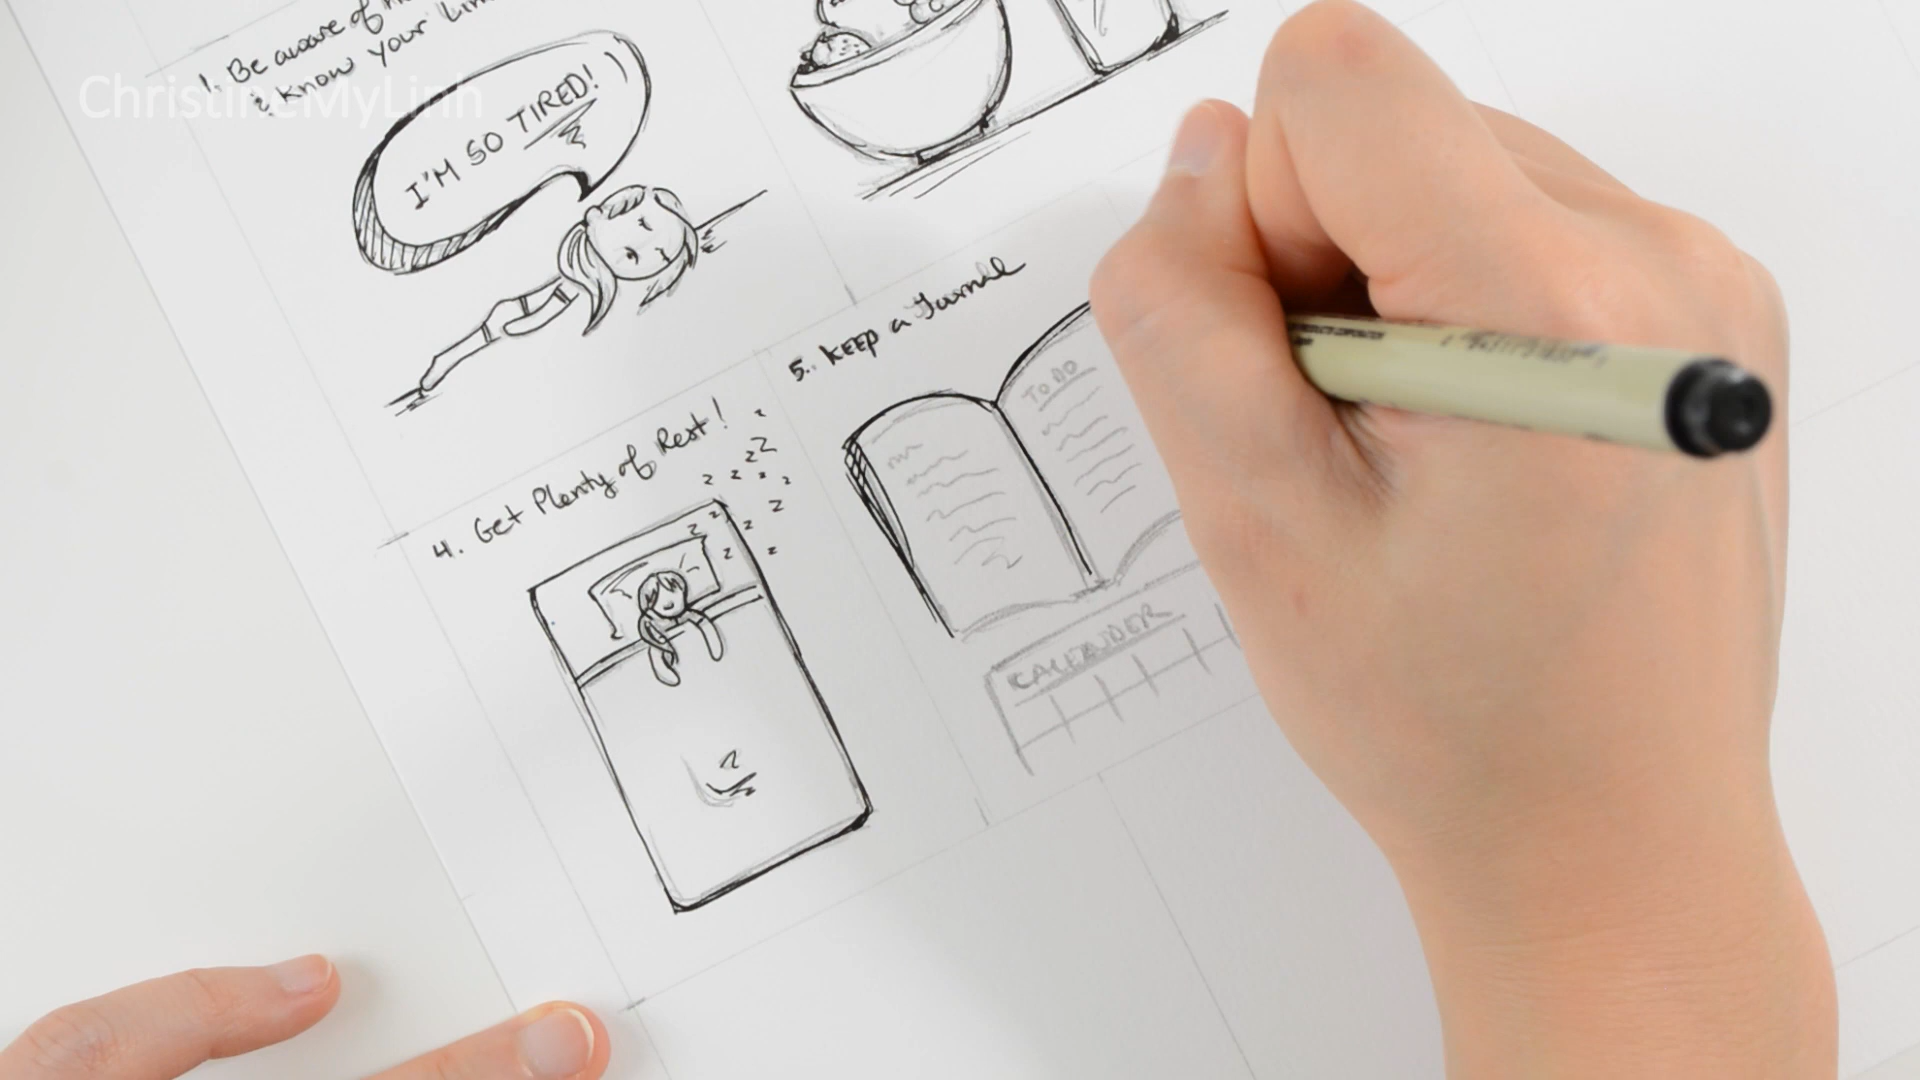 1. Be aware of
& Know Your
ChristineMyLinh
I'M SO TIRED!
5. KEEP a Journale
TO DO
4. Get Plenty of Rest!
z z z z z z z z z z z z z z
CALENDER